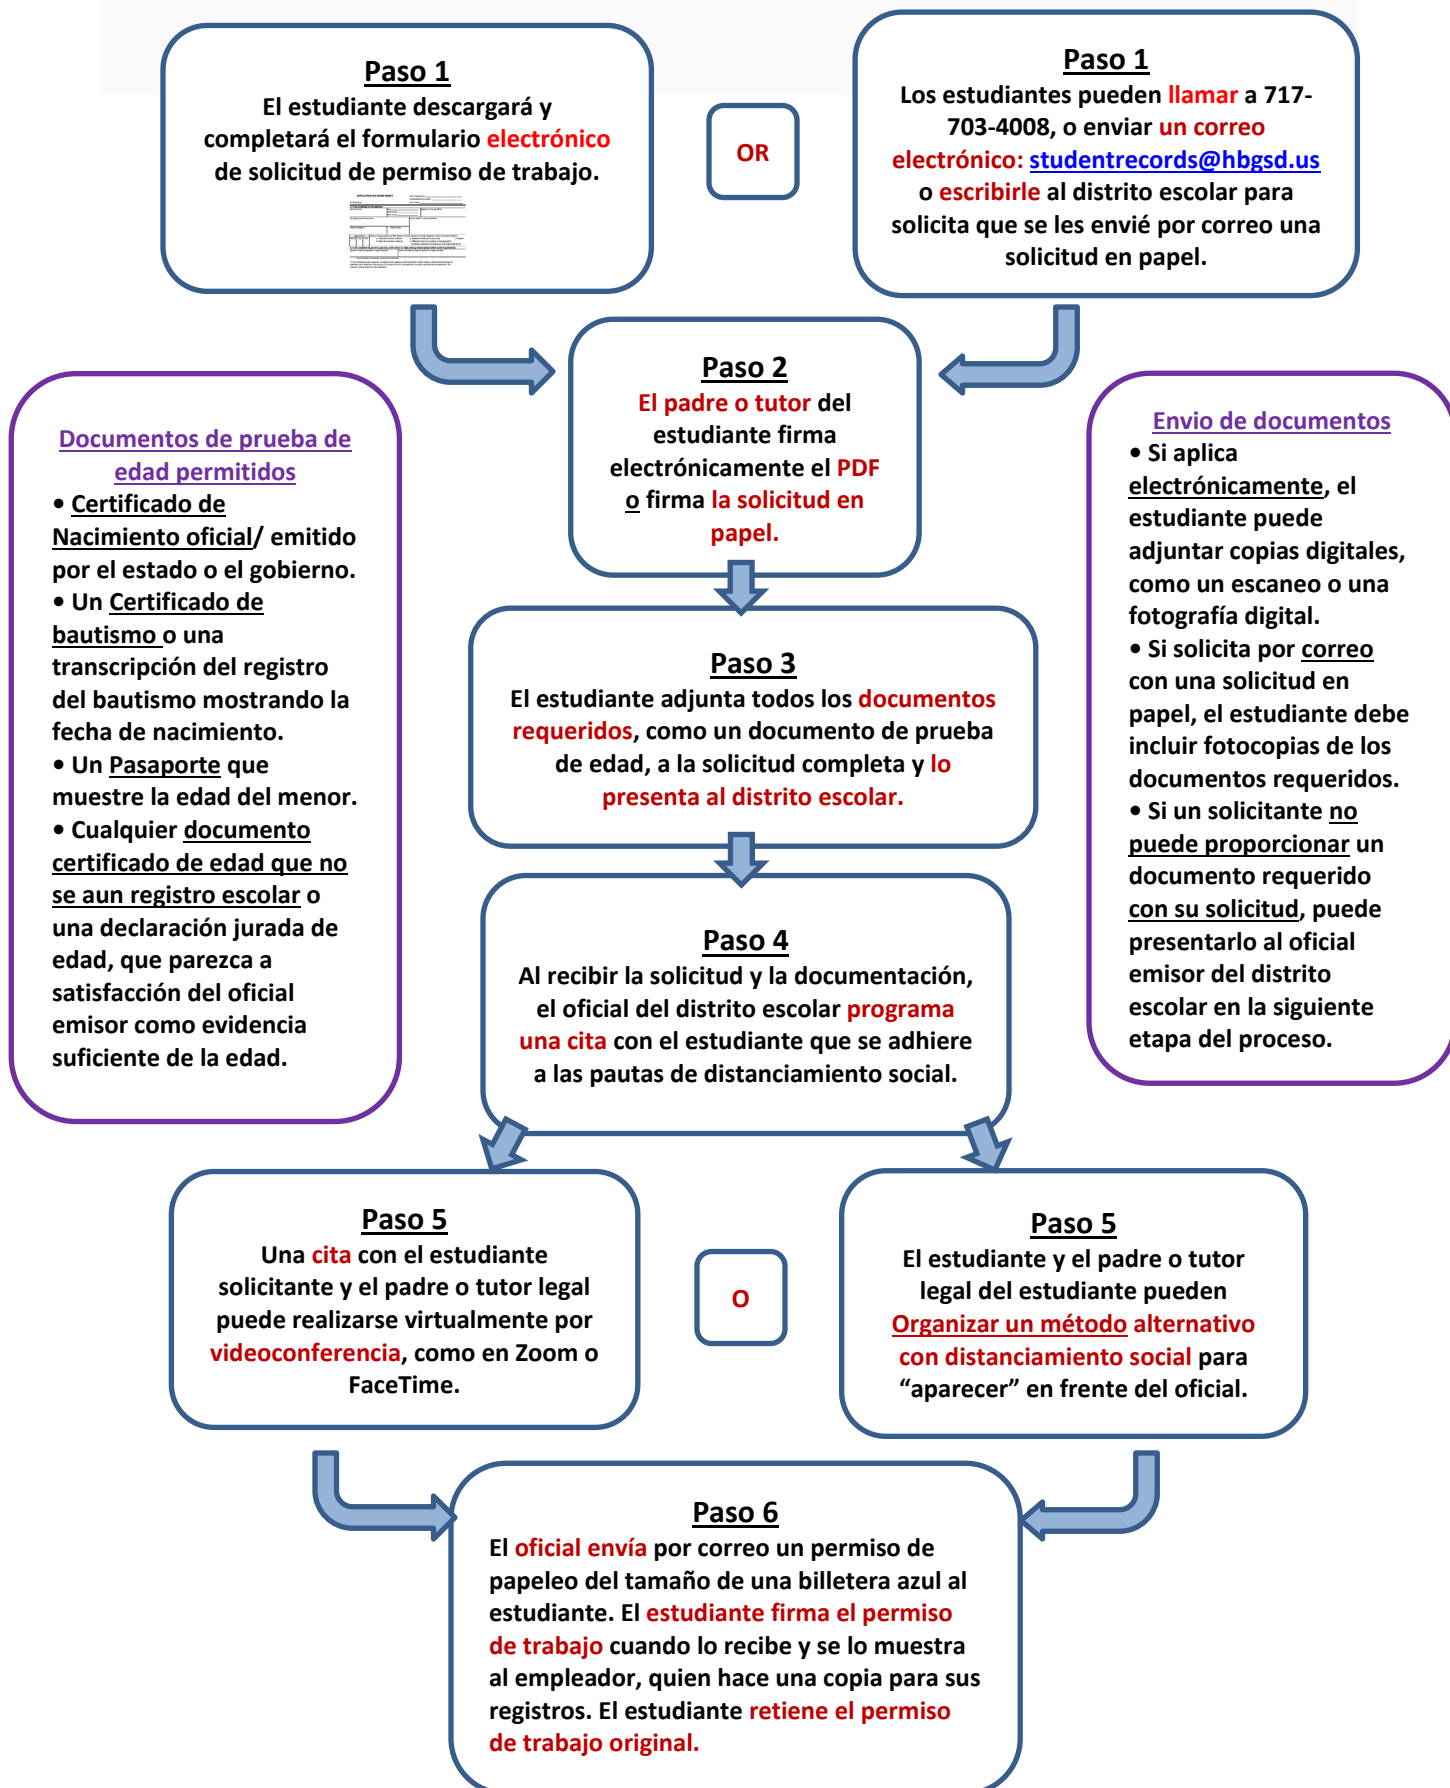 Paso 1
El estudiante descargará y
completará el formulario electrónico
de solicitud de permiso de trabajo.
OR
Paso 1
Los estudiantes pueden llamar a 717-
703-4008, o enviar un correo
electrónico: studentrecords@hbgsd.us
o escribirle al distrito escolar para
solicita que se les envié por correo una
solicitud en papel.
Paso 2
El padre o tutor del
estudiante firma
electrónicamente el PDF
o firma la solicitud en
papel.
Documentos de prueba de
edad permitidos
• Certificado de
Nacimiento oficial/ emitido
por el estado o el gobierno.
• Un Certificado de
bautismo o una
transcripción del registro
del bautismo mostrando la
fecha de nacimiento.
• Un Pasaporte que
muestre la edad del menor.
• Cualquier documento
certificado de edad que no
se aun registro escolar o
una declaración jurada de
edad, que parezca a
satisfacción del oficial
emisor como evidencia
suficiente de la edad.
Envio de documentos
• Si aplica
electrónicamente, el
estudiante puede
adjuntar copias digitales,
como un escaneo o una
fotografía digital.
• Si solicita por correo
con una solicitud en
papel, el estudiante debe
incluir fotocopias de los
documentos requeridos.
• Si un solicitante no
puede proporcionar un
documento requerido
con su solicitud, puede
presentarlo al oficial
emisor del distrito
escolar en la siguiente
etapa del proceso.
Paso 3
El estudiante adjunta todos los documentos
requeridos, como un documento de prueba
de edad, a la solicitud completa y lo
presenta al distrito escolar.
Paso 4
Al recibir la solicitud y la documentación,
el oficial del distrito escolar programa
una cita con el estudiante que se adhiere
a las pautas de distanciamiento social.
Paso 5
Una cita con el estudiante
solicitante y el padre o tutor legal
puede realizarse virtualmente por
videoconferencia, como en Zoom o
FaceTime.
O
Paso 5
El estudiante y el padre o tutor
legal del estudiante pueden
Organizar un método alternativo
con distanciamiento social para
“aparecer” en frente del oficial.
Paso 6
El oficial envía por correo un permiso de
papeleo del tamaño de una billetera azul al
estudiante. El estudiante firma el permiso
de trabajo cuando lo recibe y se lo muestra
al empleador, quien hace una copia para sus
registros. El estudiante retiene el permiso
de trabajo original.